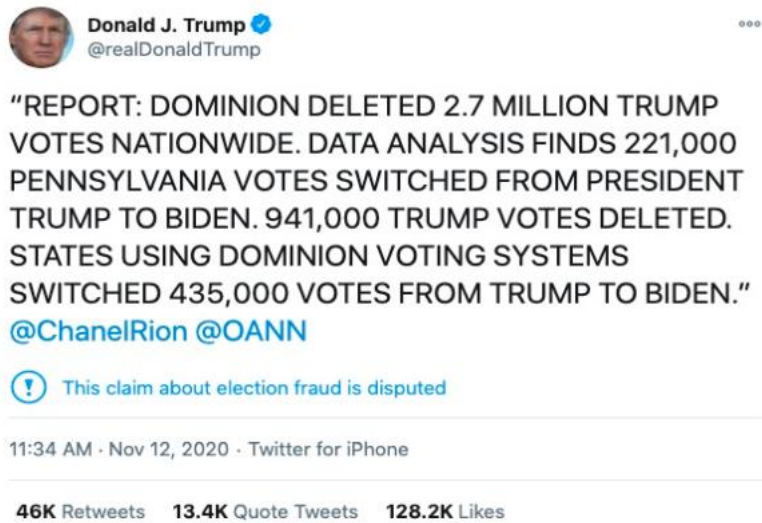 Donald J. Trump
@realDonaldTrump
"REPORT: DOMINION DELETED 2.7 MILLION TRUMP
VOTES NATIONWIDE. DATA ANALYSIS FINDS 221,000
PENNSYLVANIA VOTES SWITCHED FROM PRESIDENT
TRUMP TO BIDEN. 941,000 TRUMP VOTES DELETED.
STATES USING DOMINION VOTING SYSTEMS
SWITCHED 435,000 VOTES FROM TRUMP TO BIDEN."
@ChanelRion @OANN
This claim about election fraud is disputed
11:34 AM · Nov 12, 2020 · Twitter for iPhone
46K Retweets 13.4K Quote Tweets 128.2K Likes